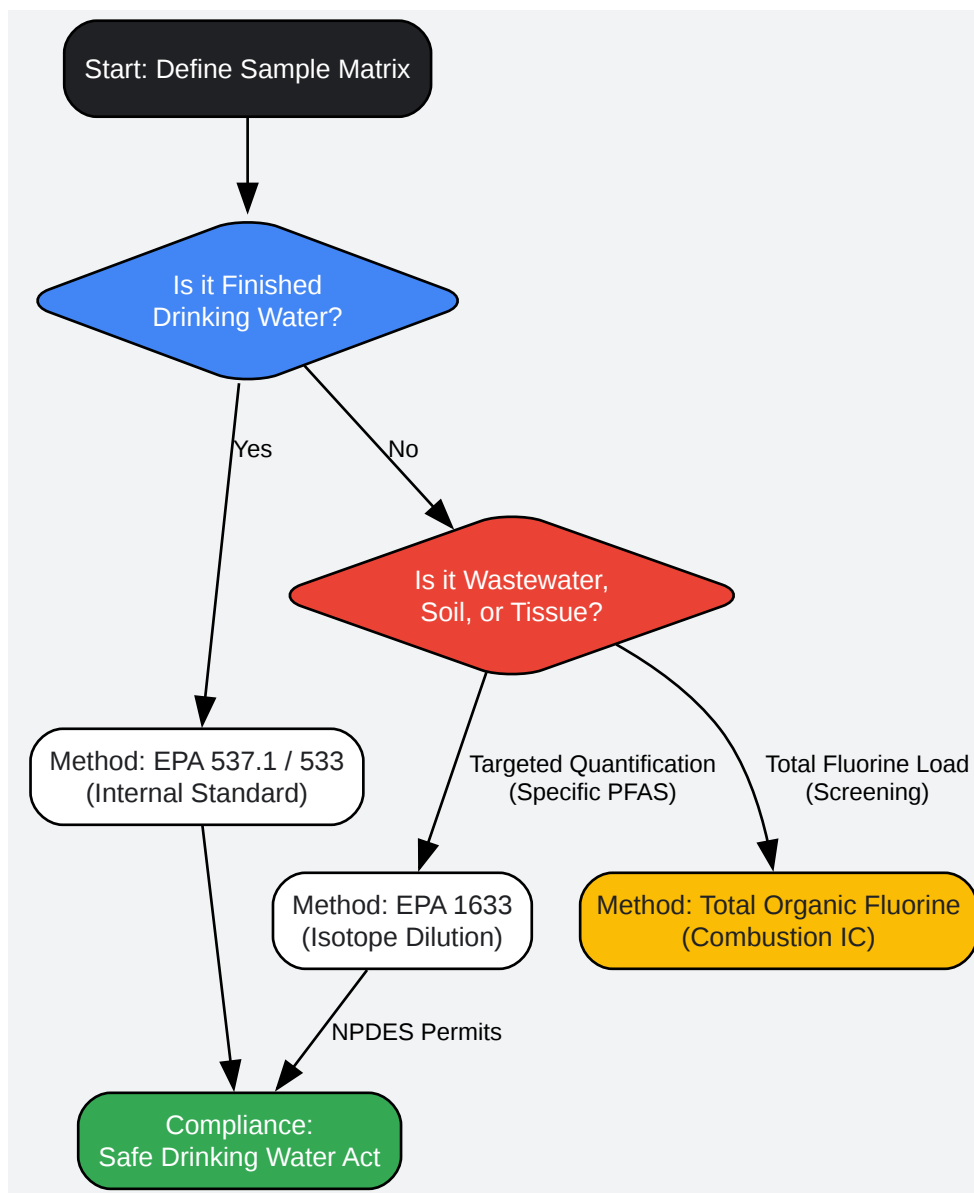 Start: Define Sample Matrix
Is it Finished
Drinking Water?
Yes
No
Is it Wastewater,
Soil, or Tissue?
Method: EPA 537.1 / 533
(Internal Standard)
Targeted Quantification
(Specific PFAS)
Total Fluorine Load
(Screening)
Method: EPA 1633
(Isotope Dilution)
Method: Total Organic Fluorine
(Combustion IC)
NPDES Permits
Compliance:
Safe Drinking Water Act